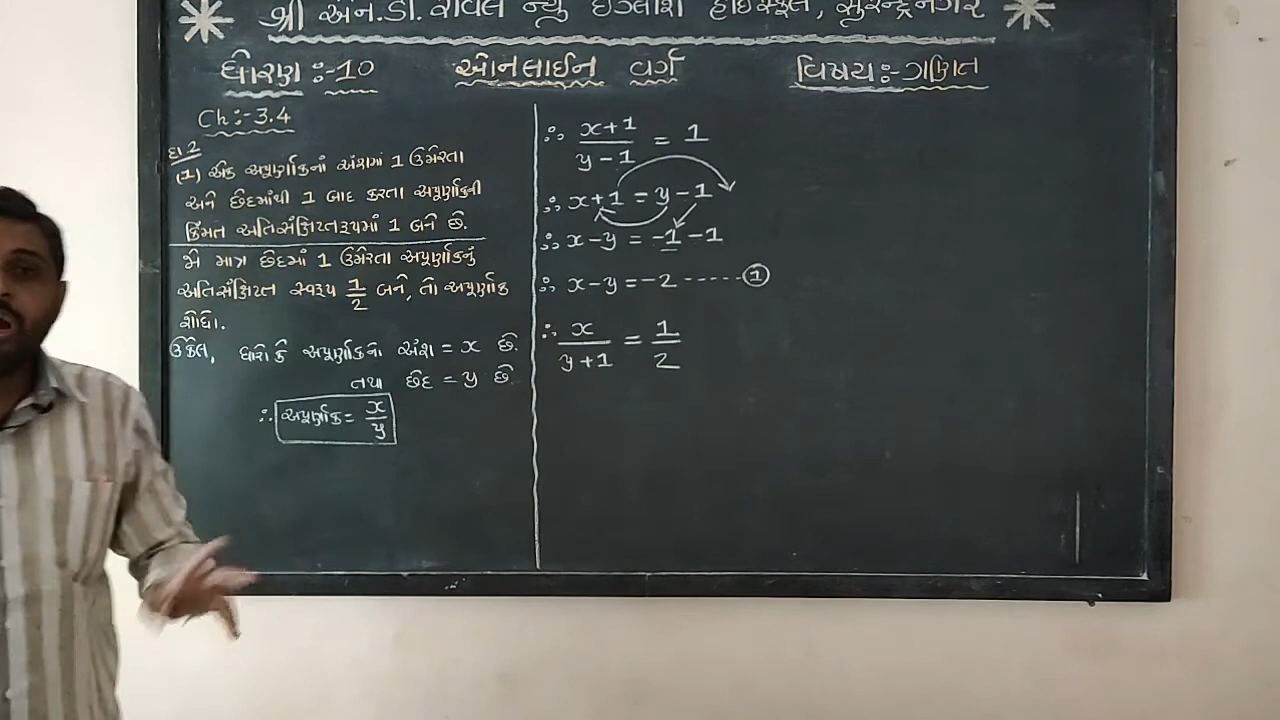 શ્રી એન.ડી. રાવલ ન્યુ ઇંગ્લીશ હાઇસ્કૂલ, સુરેન્દ્રનગર
ધોરણ :-10 ઓનલાઈન વર્ગ વિષય:-ગણિત
Ch:-3.4
દા.2
(1) એક અપૂર્ણાંકનાં અંશમાં 1 ઉમેરતા
અને છેદમાંથી 1 બાદ કરતા અપૂર્ણાંકની
કિંમત અતિસંક્ષિપ્તરૂપમાં 1 બને છે.
જો માત્ર છેદમાં 1 ઉમેરતા અપૂર્ણાંકનું
અતિસંક્ષિપ્ત સ્વરૂપ 1/2 બને, તો અપૂર્ણાંક
શોધો.
ઉકેલ, ધારો કે અપૂર્ણાંકનો અંશ = x છે.
તથા છેદ = y છે
∴ અપૂર્ણાંક = x/y
∴ (x+1)/(y-1) = 1
∴ x+1 = y-1
∴ x-y = -1-1
∴ x-y = -2 ------①
∴ x/(y+1) = 1/2